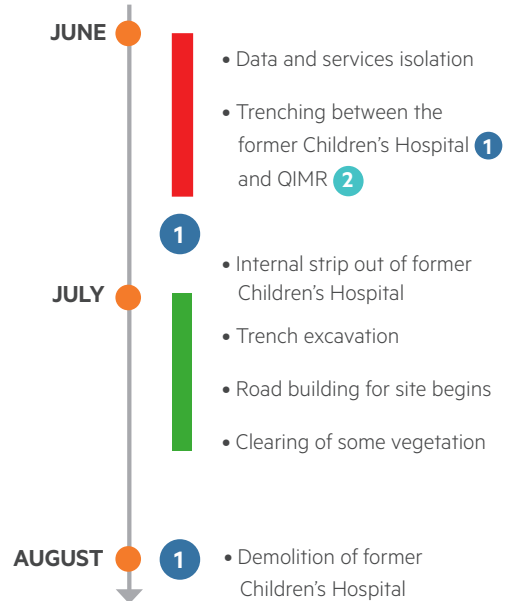 JUNE
• Data and services isolation
• Trenching between the
former Children’s Hospital 1
and QIMR 2
1
• Internal strip out of former
Children’s Hospital
JULY
• Trench excavation
• Road building for site begins
• Clearing of some vegetation
AUGUST
1
• Demolition of former
Children’s Hospital